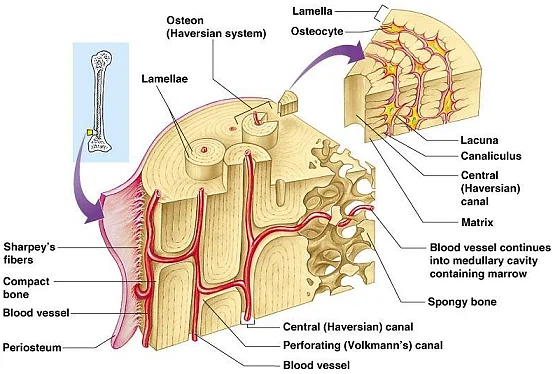 Osteon
(Haversian system)
Lamellae
Lamella
Osteocyte
Lacuna
Canaliculus
Central
(Haversian)
canal
Matrix
Blood vessel continues
into medullary cavity
containing marrow
Spongy bone
Sharpey's
fibers
Compact
bone
Blood vessel
Periosteum
Central (Haversian) canal
Perforating (Volkmann's) canal
Blood vessel